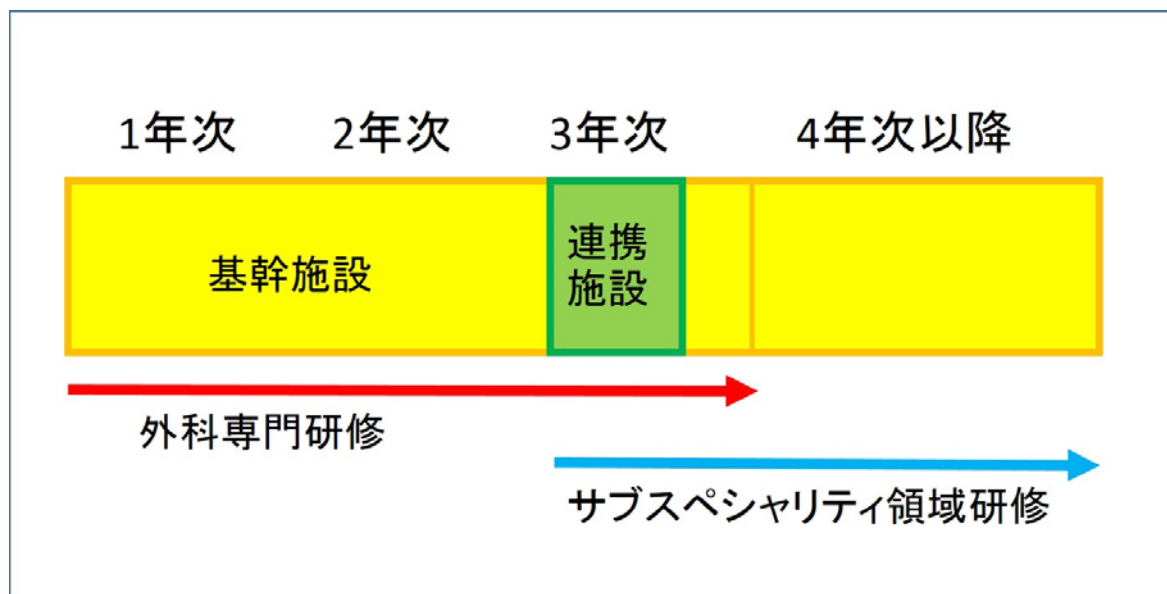 1年次 2年次 3年次 4年次以降
基幹施設
連携
施設
外科専門研修
サブスペシャリティ領域研修